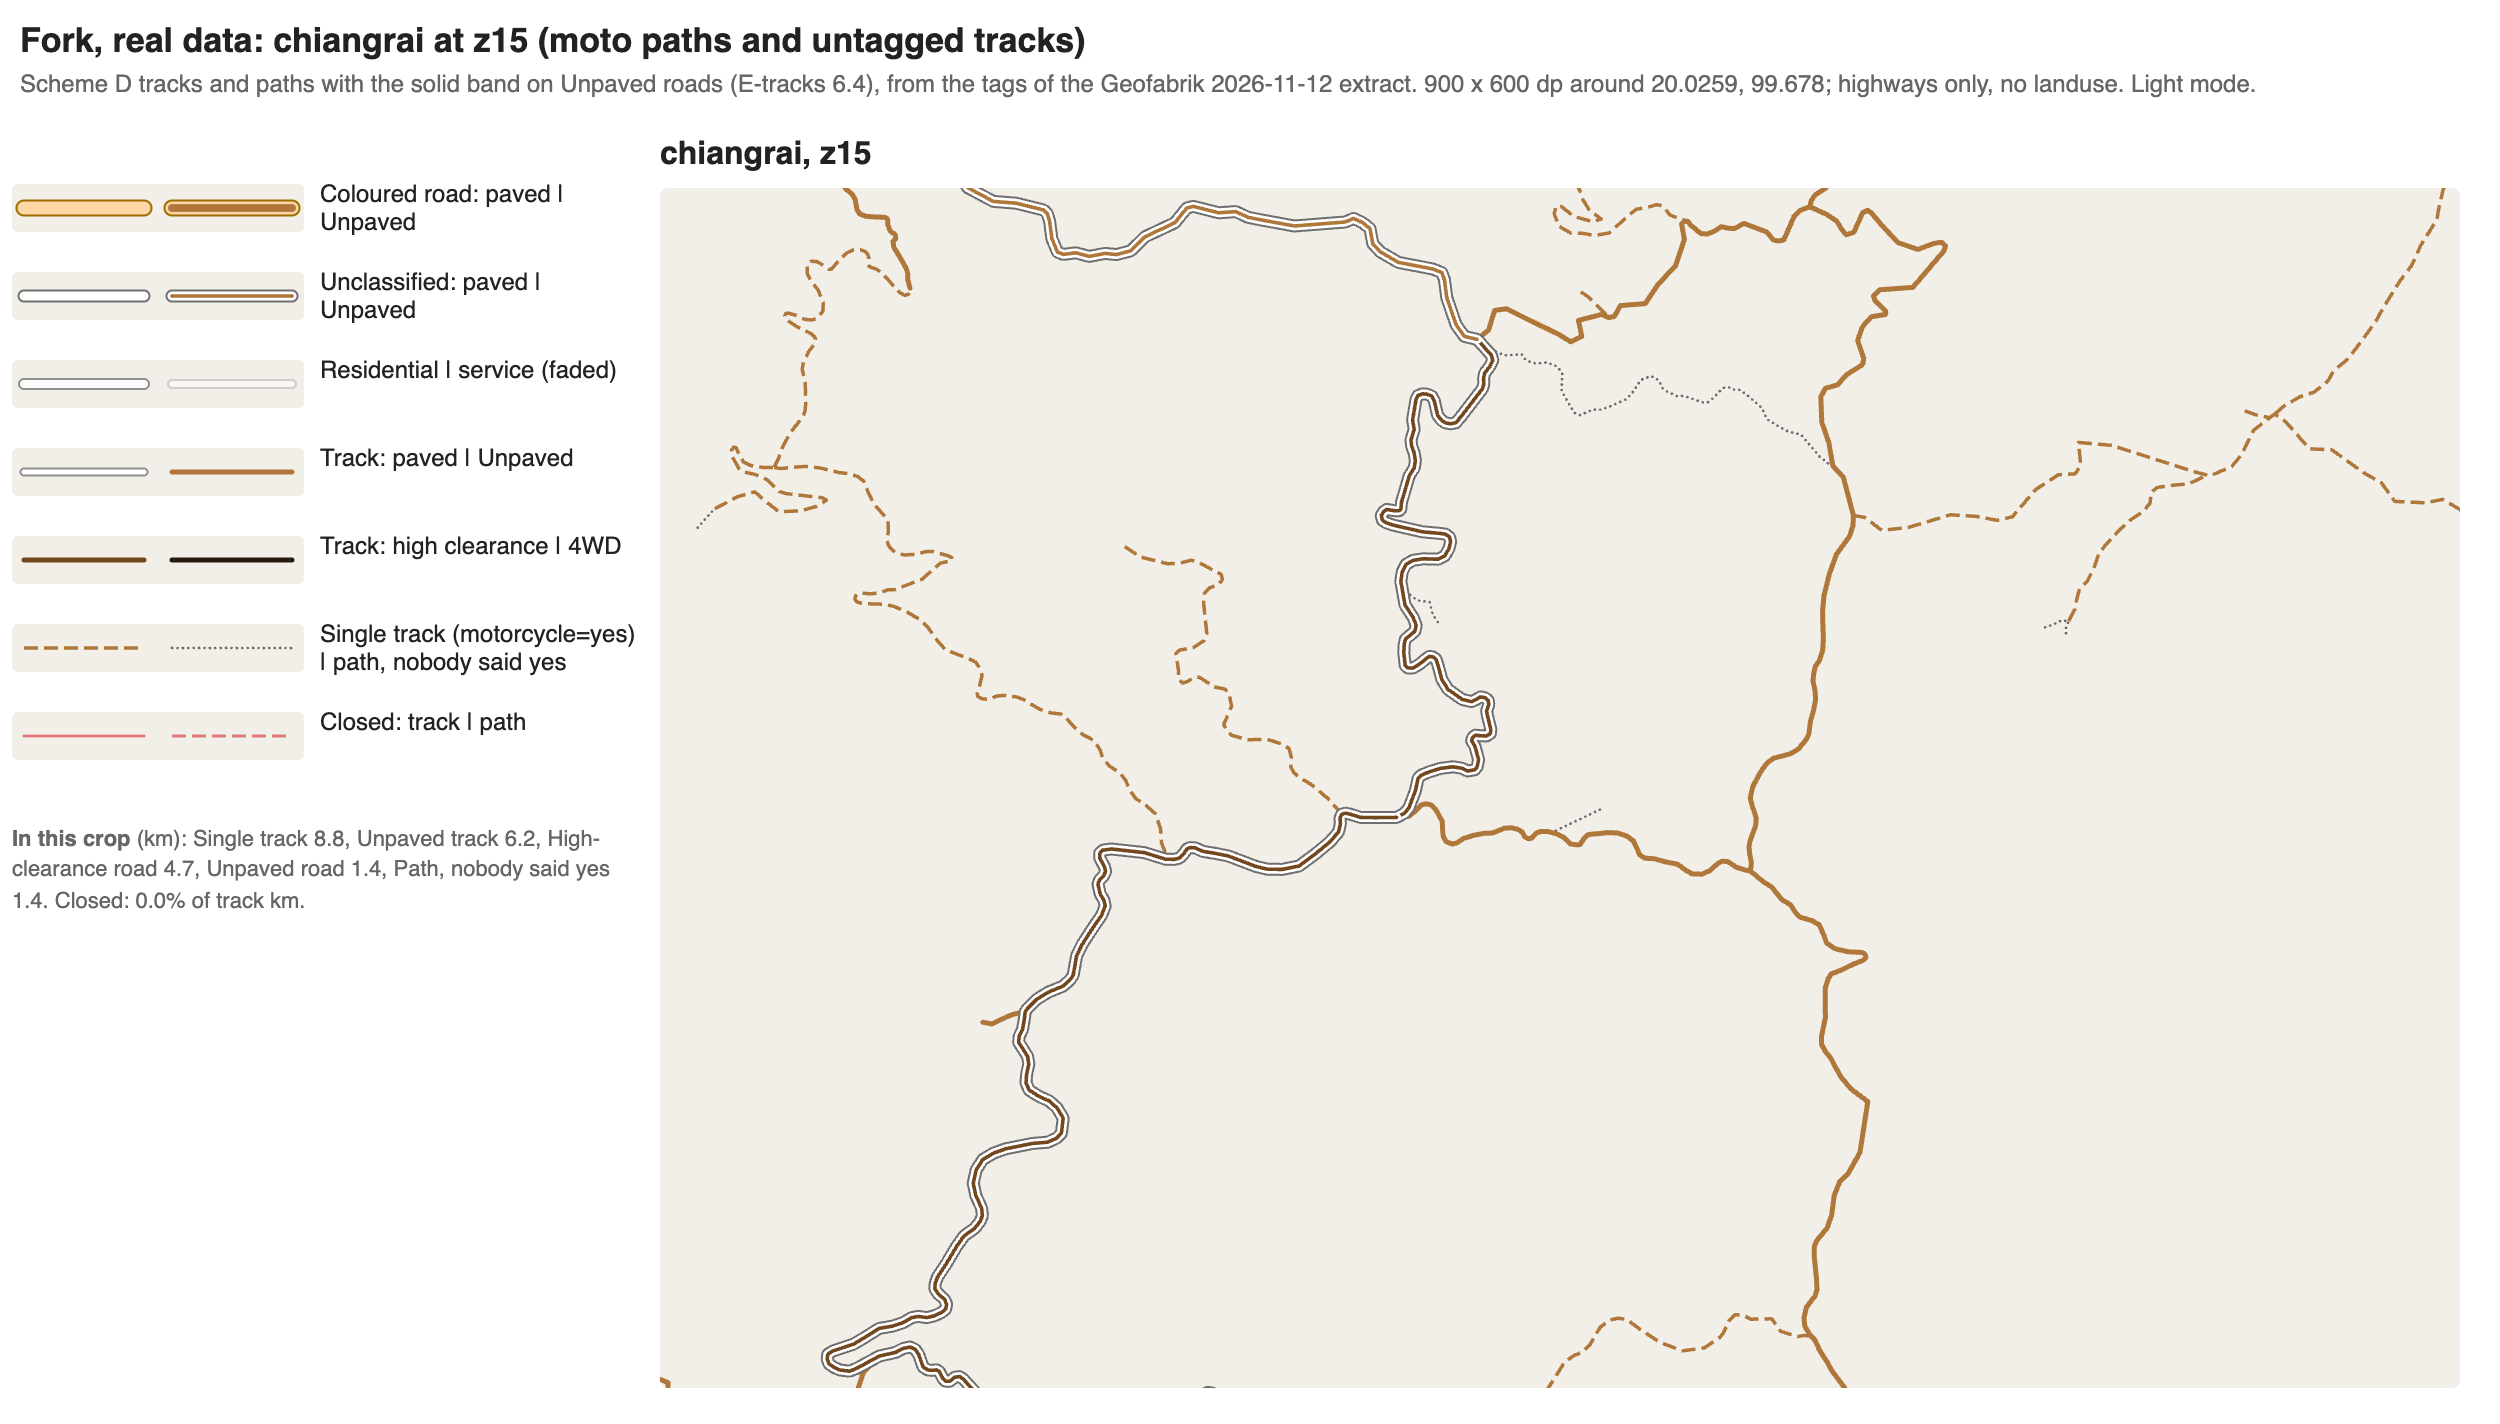 Fork, real data: chiangrai at z15 (moto paths and untagged tracks)
Scheme D tracks and paths with the solid band on Unpaved roads (E-tracks 6.4), from the tags of the Geofabrik 2026-11-12 extract. 900 x 600 dp around 20.0259, 99.678; highways only, no landuse. Light mode.
chiangrai, z15
Coloured road: paved |
Unpaved
Unclassified: paved |
Unpaved
Residential | service (faded)
Track: paved | Unpaved
Track: high clearance | 4WD
Single track (motorcycle=yes)
| path, nobody said yes
Closed: track | path
In this crop (km): Single track 8.8, Unpaved track 6.2, High-
clearance road 4.7, Unpaved road 1.4, Path, nobody said yes
1.4. Closed: 0.0% of track km.